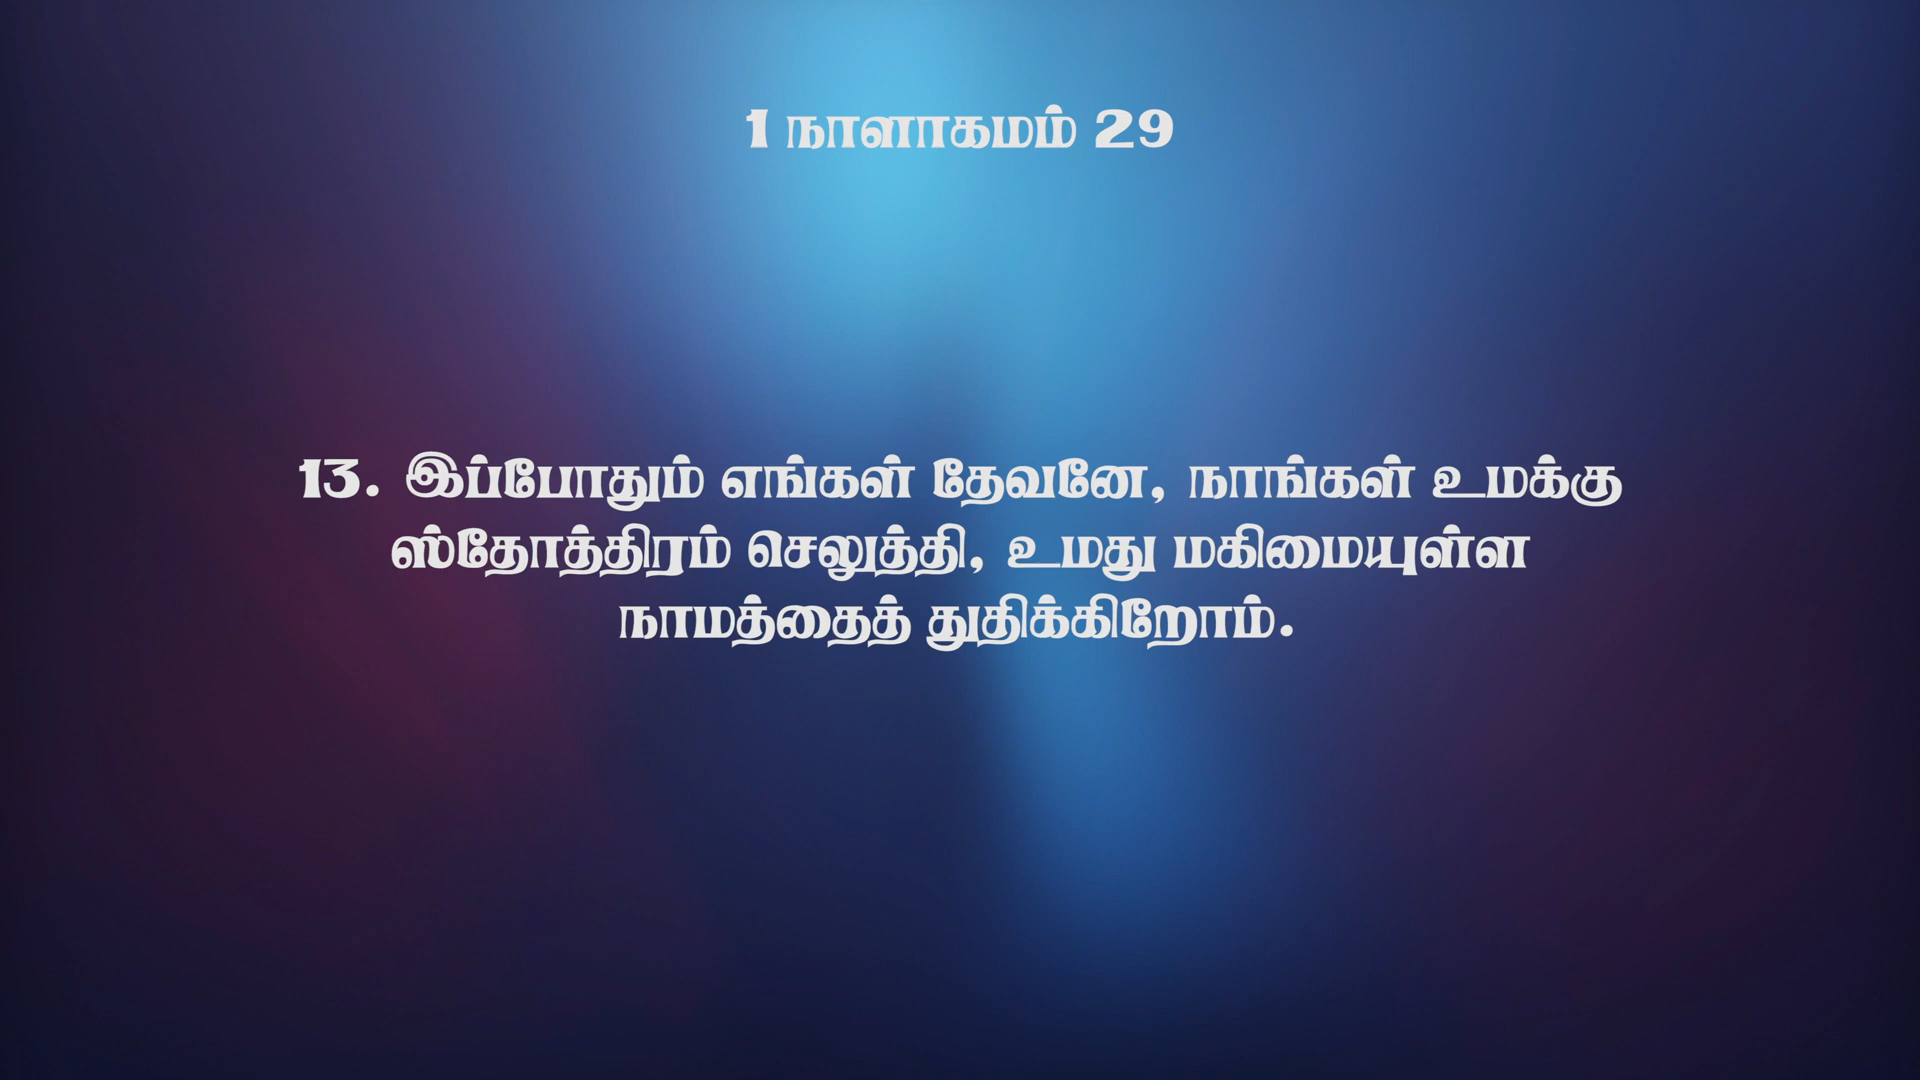 1 நாளாகமம் 29
13. இப்போதும் எங்கள் தேவனே, நாங்கள் உமக்கு
ஸ்தோத்திரம் செலுத்தி, உமது மகிமையுள்ள
நாமத்தைத் துதிக்கிறோம்.